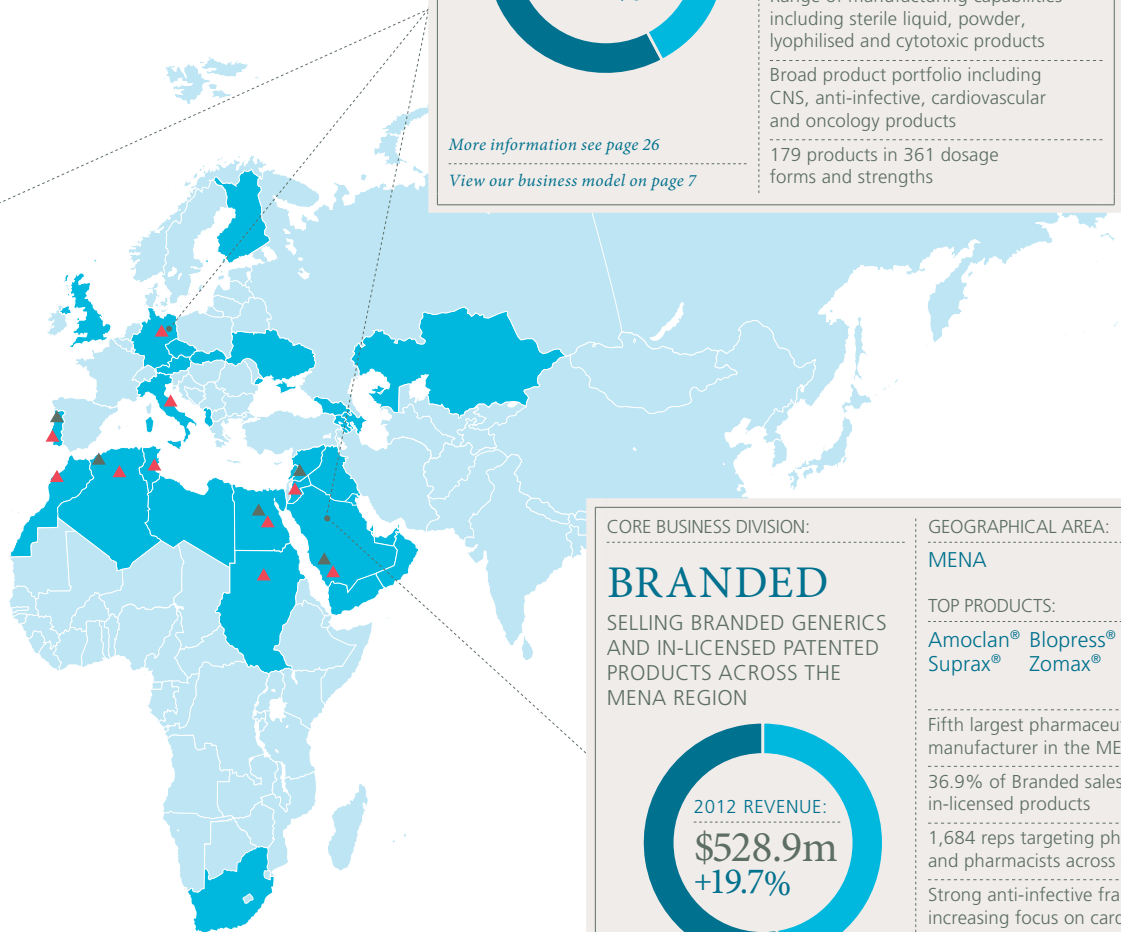 including sterile liquid, powder,
lyophilised and cytotoxic products
Broad product portfolio including
CNS, anti-infective, cardiovascular
and oncology products
179 products in 361 dosage
forms and strengths
More information see page 26
View our business model on page 7
CORE BUSINESS DIVISION:
BRANDED
SELLING BRANDED GENERICS
AND IN-LICENSED PATENTED
PRODUCTS ACROSS THE
MENA REGION
2012 REVENUE:
$528.9m
+19.7%
GEOGRAPHICAL AREA:
MENA
TOP PRODUCTS:
Amoclan® Blopress®
Suprax® Zomax®
Fifth largest
manufacturer in the
36.9% of Branded sales
in-licensed products
1,684 reps targeting
and pharmacists across
Strong anti-infective
increasing focus on